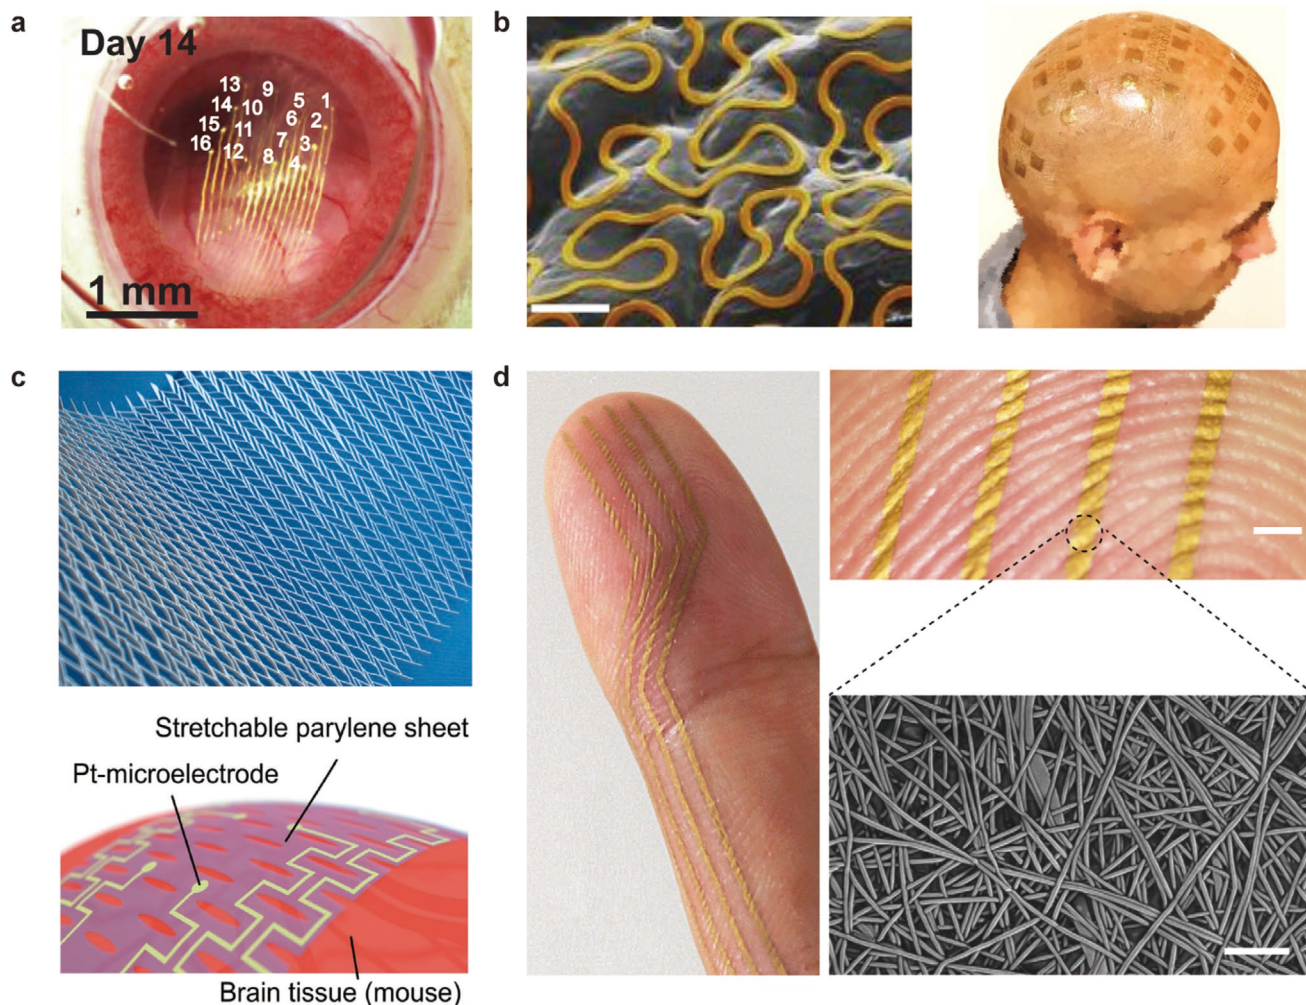 a
Day 14
13
9
14
10
5
1
15
6
2
16
11
7
3
12
8
4
1 mm
b
c
Stretchable parylene sheet
Pt-microelectrode
Brain tissue (mouse)
d